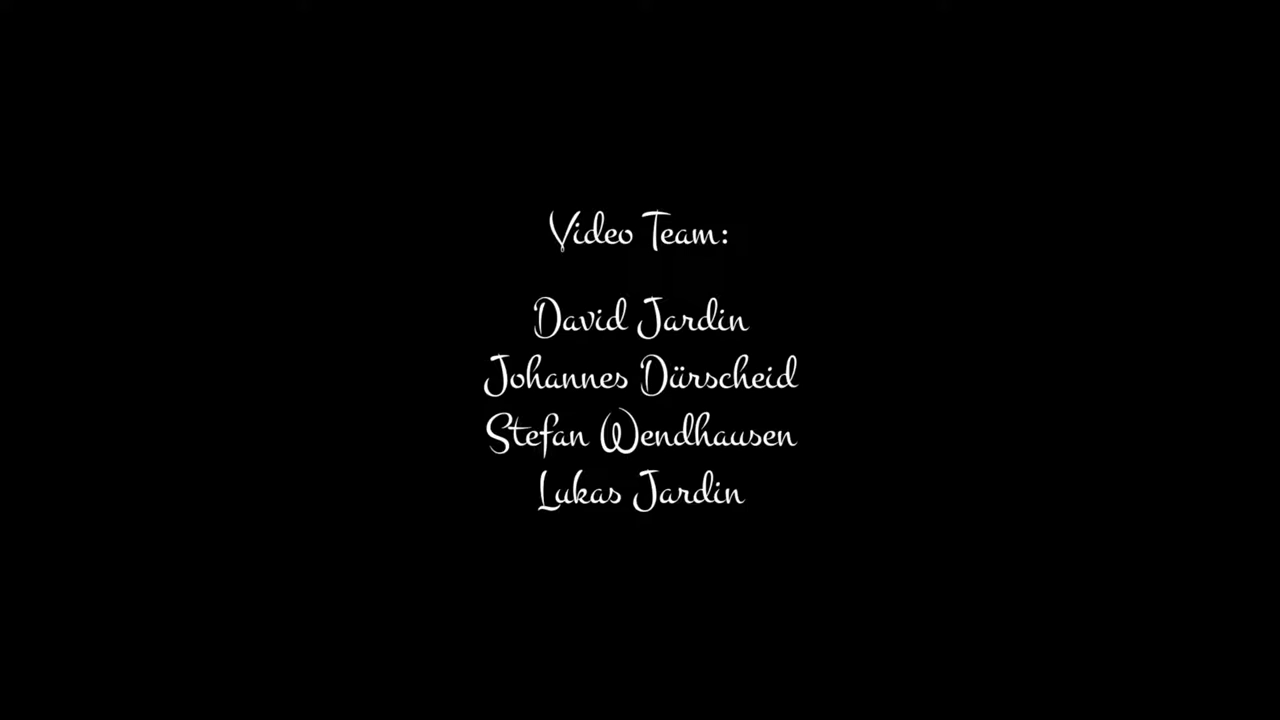 Video Team:
David Jardin
Johannes Dürscheid
Stefan Wendhausen
Lukas Jardin